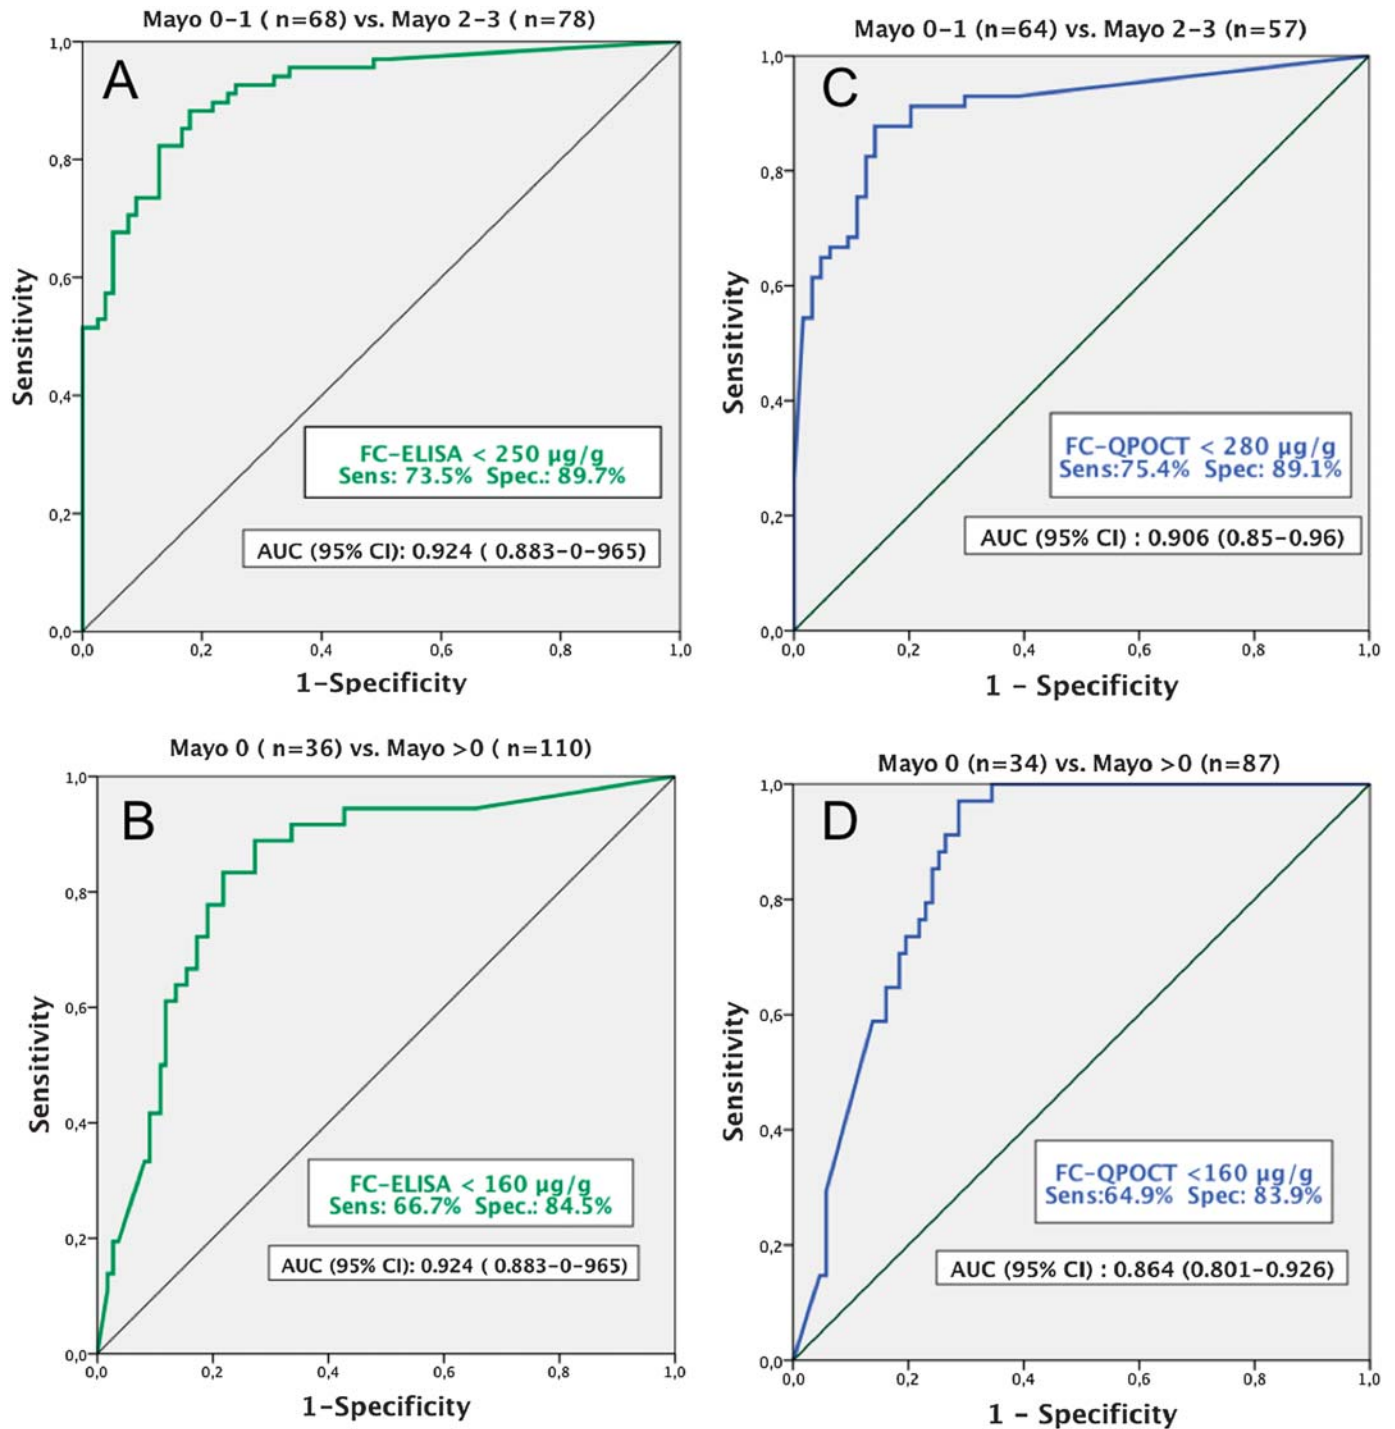 Mayo 0-1 ( n=68) vs. Mayo 2-3 ( n=78)
A
1,0
0,8
0,6
0,4
0,2
0,0
Sensitivity
FC-ELISA < 250 µg/g
Sens: 73.5% Spec.: 89.7%
AUC (95% CI): 0.924 ( 0.883-0-965)
0,0 0,2 0,4 0,6 0,8 1,0
1-Specificity
Mayo 0-1 (n=64) vs. Mayo 2-3 (n=57)
C
1,0
0,8
0,6
0,4
0,2
0,0
Sensitivity
FC-QPOCT < 280 µg/g
Sens:75.4% Spec: 89.1%
AUC (95% CI) : 0.906 (0.85-0.96)
0,0 0,2 0,4 0,6 0,8 1,0
1 - Specificity
Mayo 0 ( n=36) vs. Mayo >0 ( n=110)
B
1,0
0,8
0,6
0,4
0,2
0,0
Sensitivity
FC-ELISA < 160 µg/g
Sens: 66.7% Spec.: 84.5%
AUC (95% CI): 0.924 ( 0.883-0-965)
0,0 0,2 0,4 0,6 0,8 1,0
1-Specificity
Mayo 0 (n=34) vs. Mayo >0 (n=87)
D
1,0
0,8
0,6
0,4
0,2
0,0
Sensitivity
FC-QPOCT <160 µg/g
Sens:64.9% Spec: 83.9%
AUC (95% CI) : 0.864 (0.801-0.926)
0,0 0,2 0,4 0,6 0,8 1,0
1 - Specificity